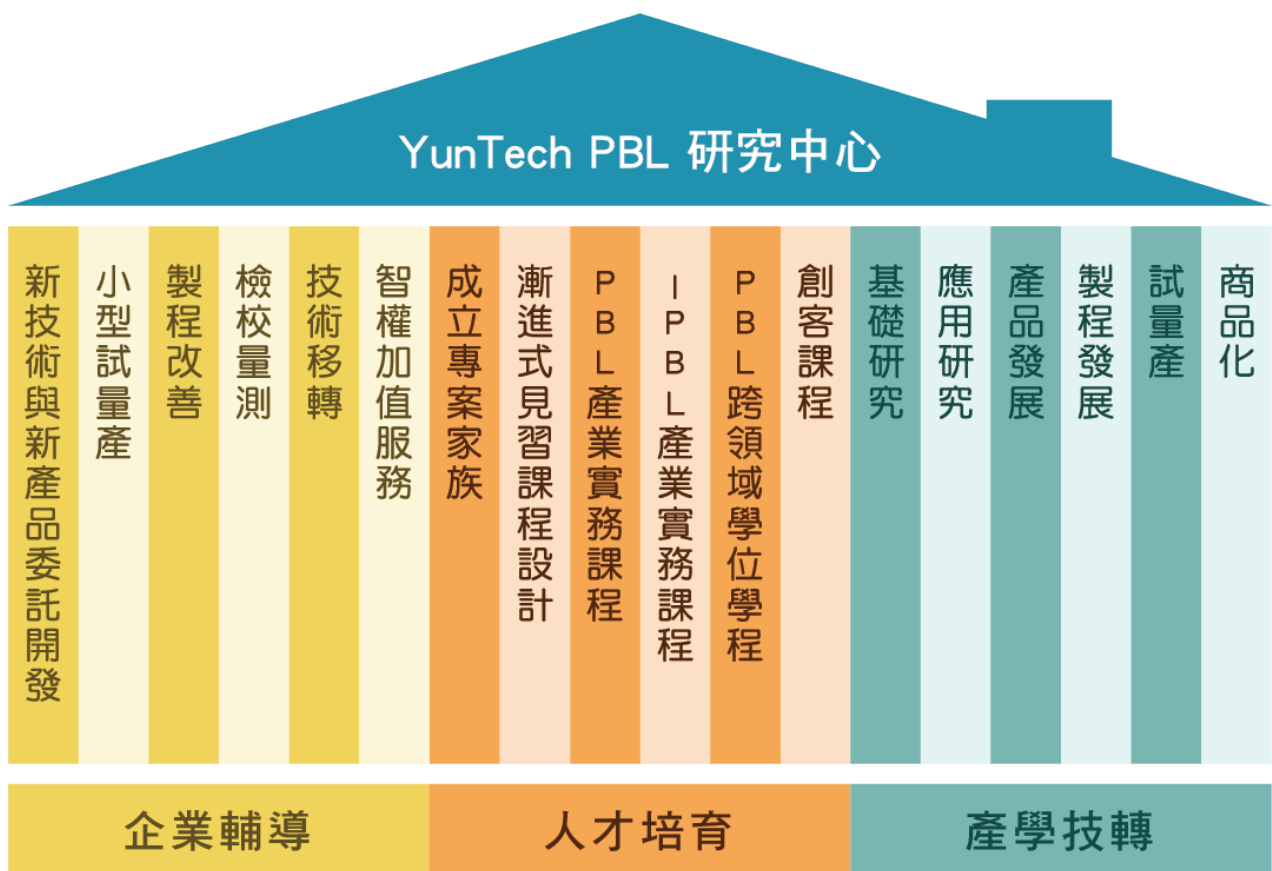 YunTech PBL 研究中心
新技術與新產品委託開發
小型試量產
製程改善
檢校量測
技術移轉
智權加值服務
成立專案家族
漸進式見習課程設計
PBL產業實務課程
IPBL產業實務課程
PBL跨領域學位學程
創客課程
基礎研究
應用研究
產品發展
製程發展
試量產
商品化
企業輔導
人才培育
產學技轉